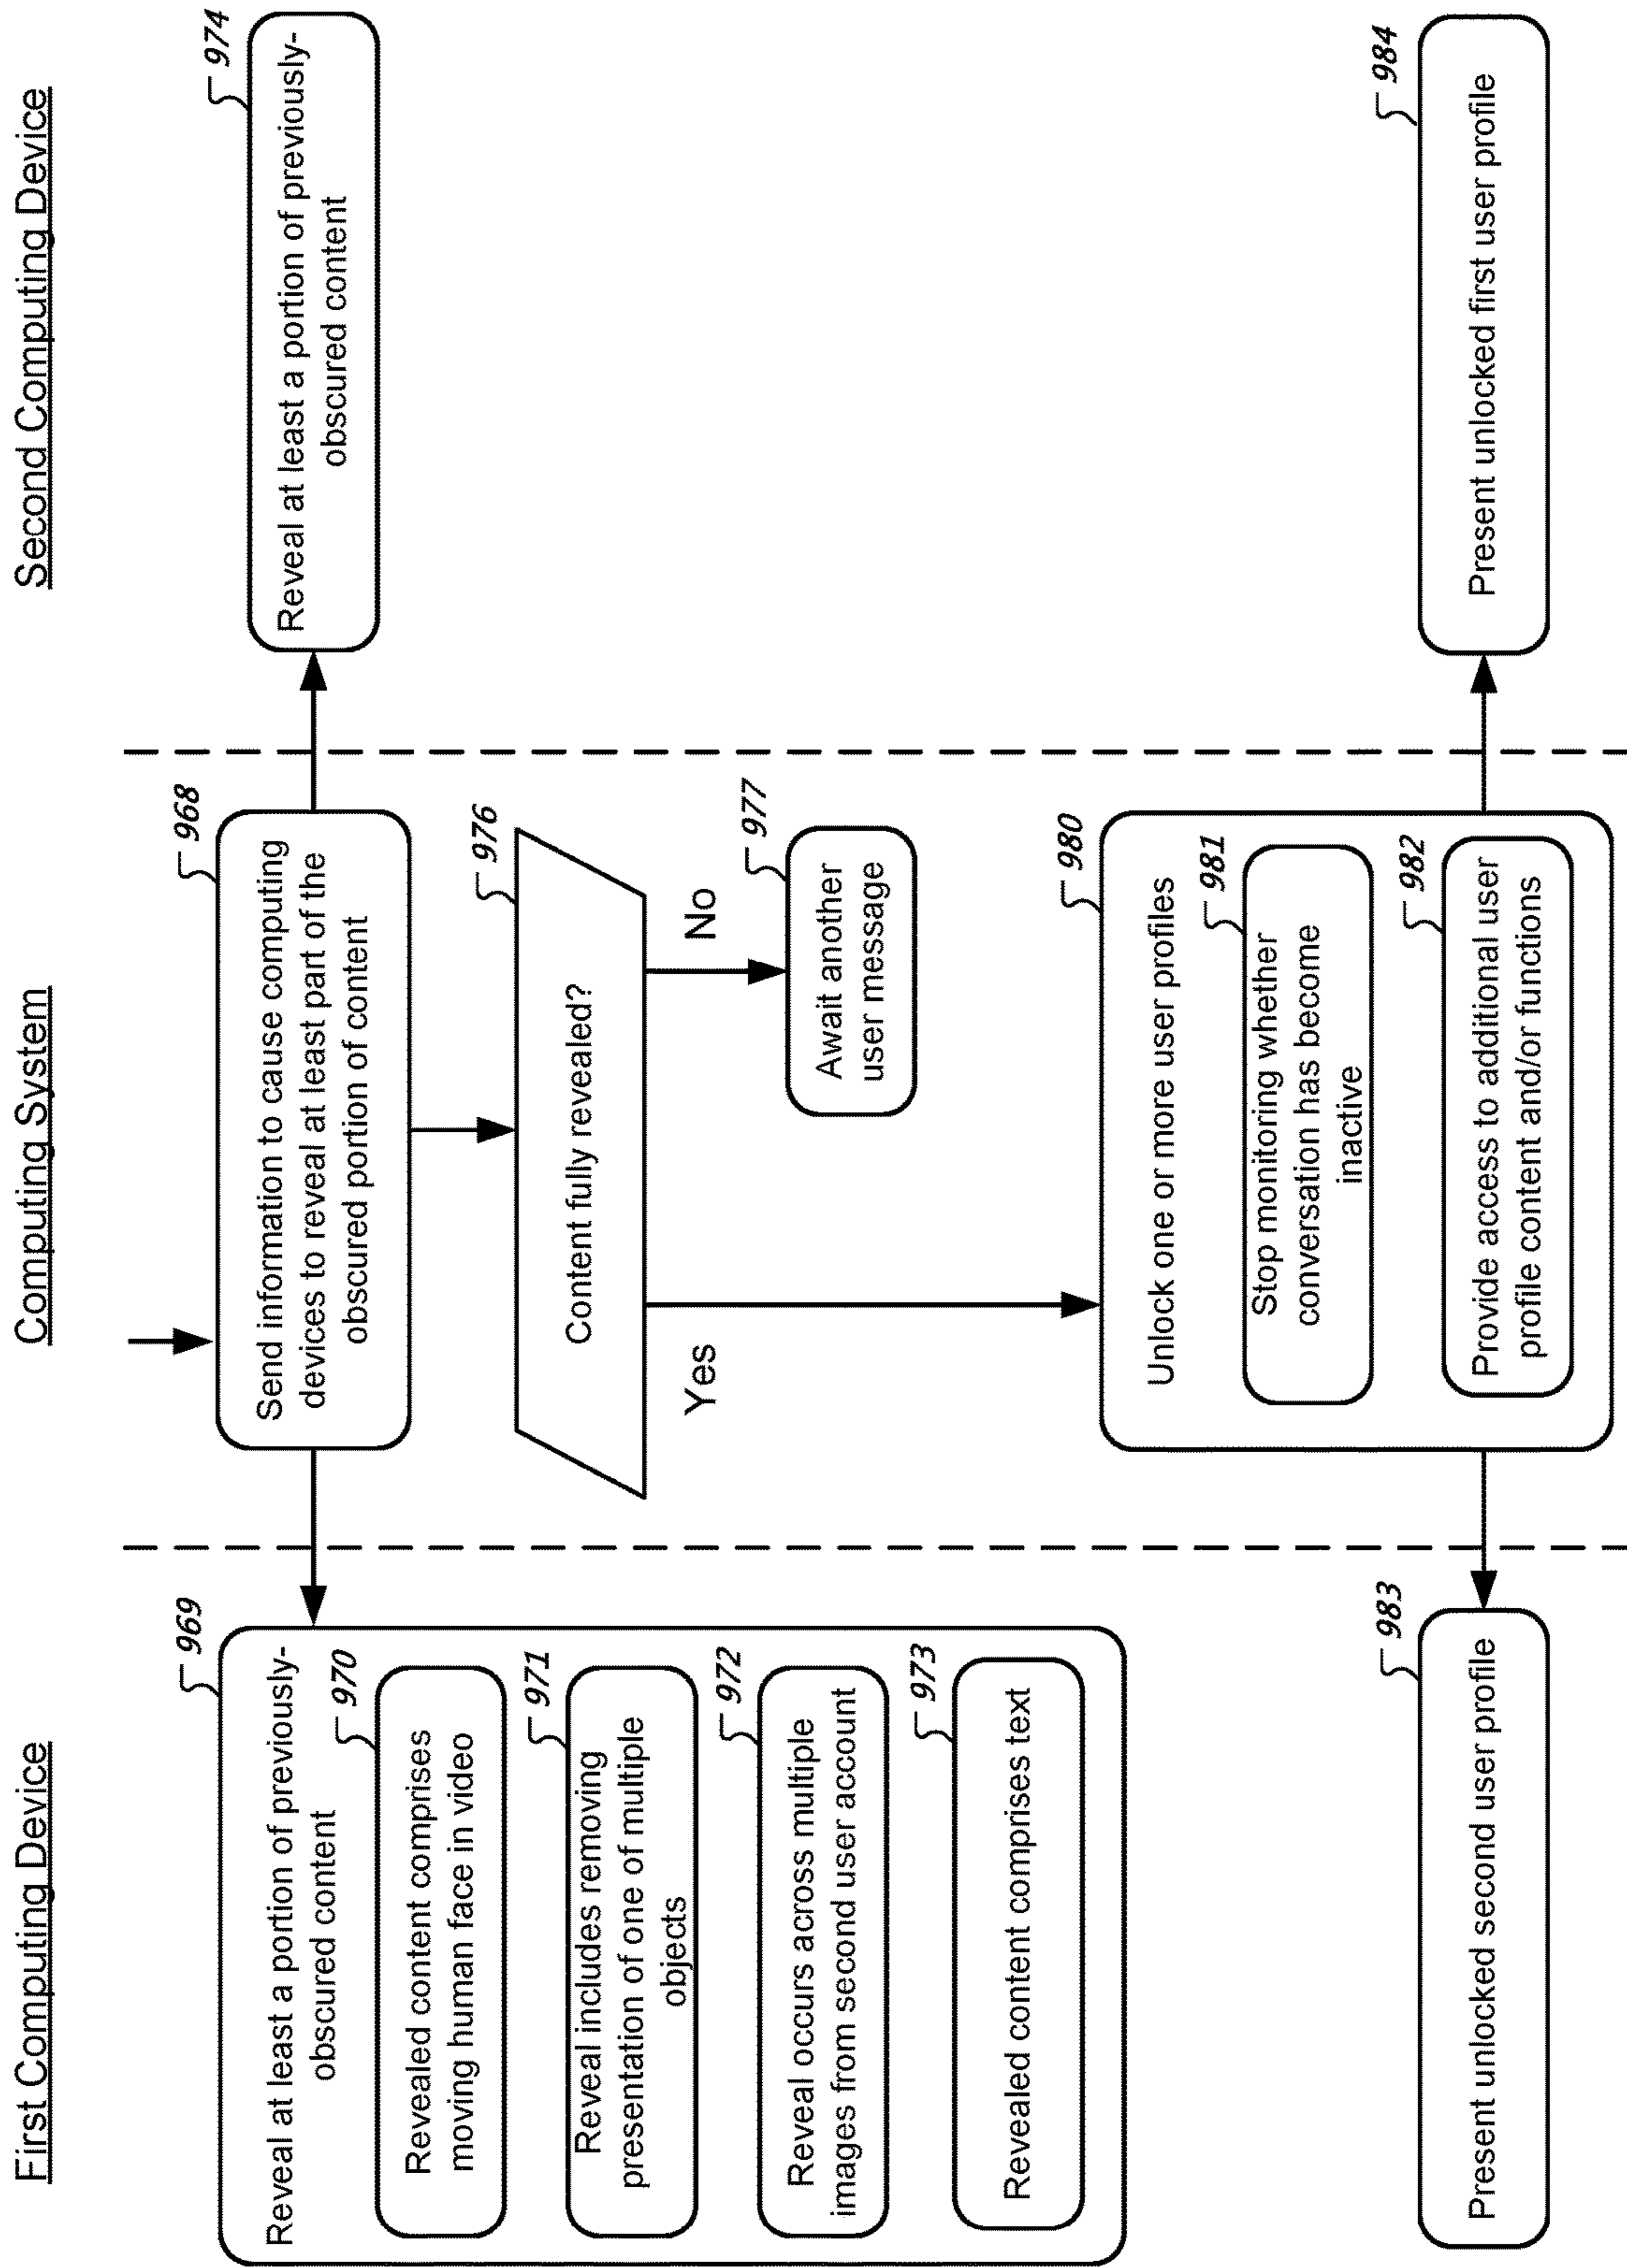 First Computing Device
Computing System
Second Computing Device
968
Send information to cause computing
devices to reveal at least part of the
obscured portion of content
969
Reveal at least a portion of previously-
obscured content
970
Revealed content comprises
moving human face in video
971
Reveal includes removing
presentation of one of multiple
objects
972
Reveal occurs across multiple
images from second user account
973
Revealed content comprises text
974
Reveal at least a portion of previously-
obscured content
976
Content fully revealed?
Yes
No
977
Await another
user message
980
Unlock one or more user profiles
981
Stop monitoring whether
conversation has become
inactive
982
Provide access to additional user
profile content and/or functions
983
Present unlocked second user profile
984
Present unlocked first user profile